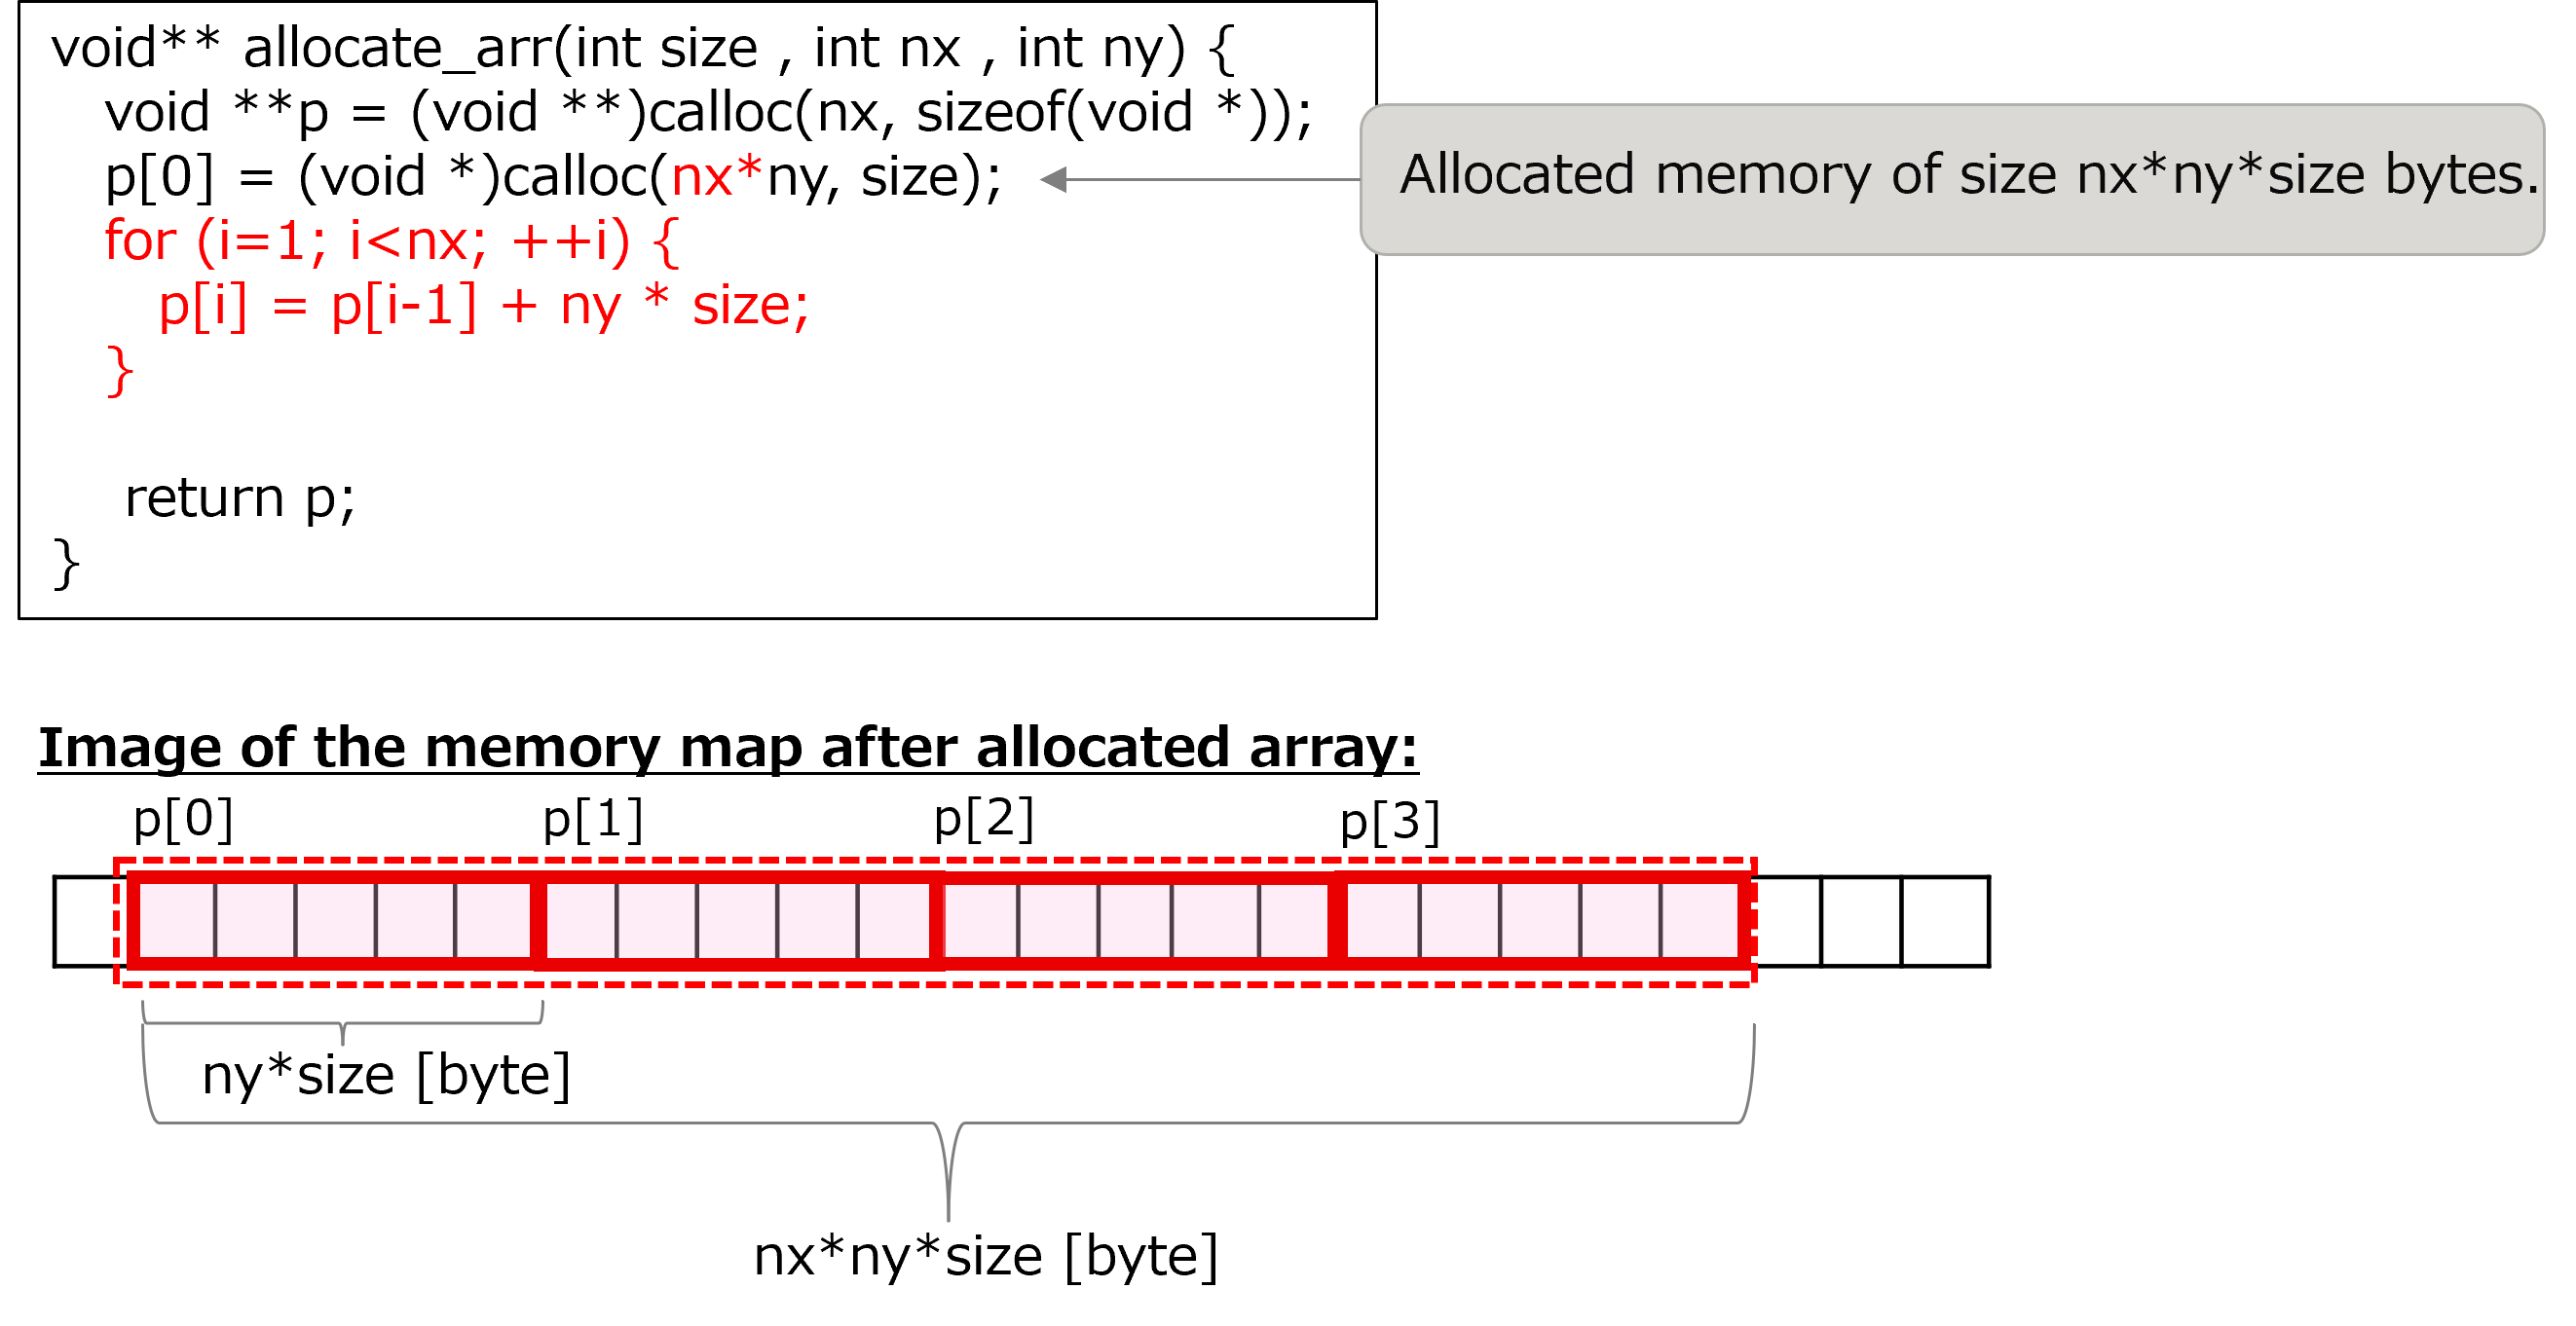 void** allocate_arr(int size , int nx , int ny) {
void **p = (void **)calloc(nx, sizeof(void *));
p[0] = (void *)calloc(nx*ny, size);
Allocated memory of size nx*ny*size bytes.
for (i=1; i<nx; ++i) {
p[i] = p[i-1] + ny * size;
}
return p;
}
Image of the memory map after allocated array:
p[0] p[1] p[2] p[3]
ny*size [byte]
nx*ny*size [byte]